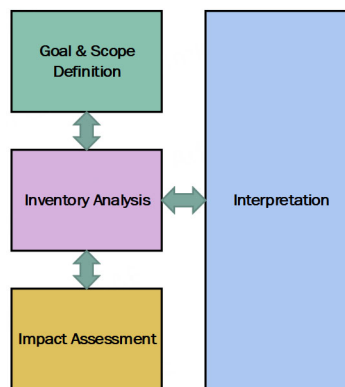 Goal & Scope
Definition
Inventory Analysis
Interpretation
Impact Assessment